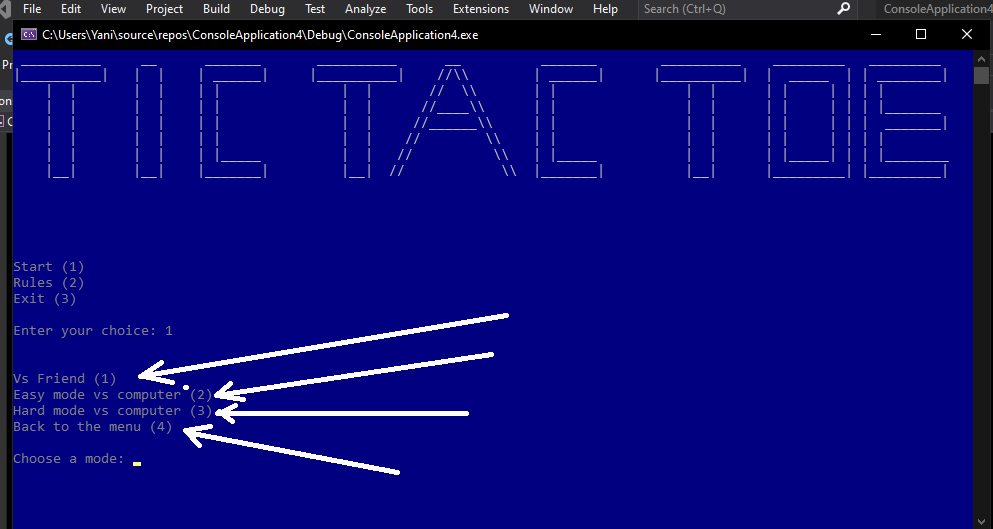 File Edit View Project Build Debug Test Analyze Tools Extensions Window Help Search (Ctrl+Q) ConsoleApplication4
C:\Users\Yani\source\repos\ConsoleApplication4\Debug\ConsoleApplication4.exe
TIC TAC TOE
Start (1)
Rules (2)
Exit (3)
Enter your choice: 1
Vs Friend (1)
Easy mode vs computer (2)
Hard mode vs computer (3)
Back to the menu (4)
Choose a mode: